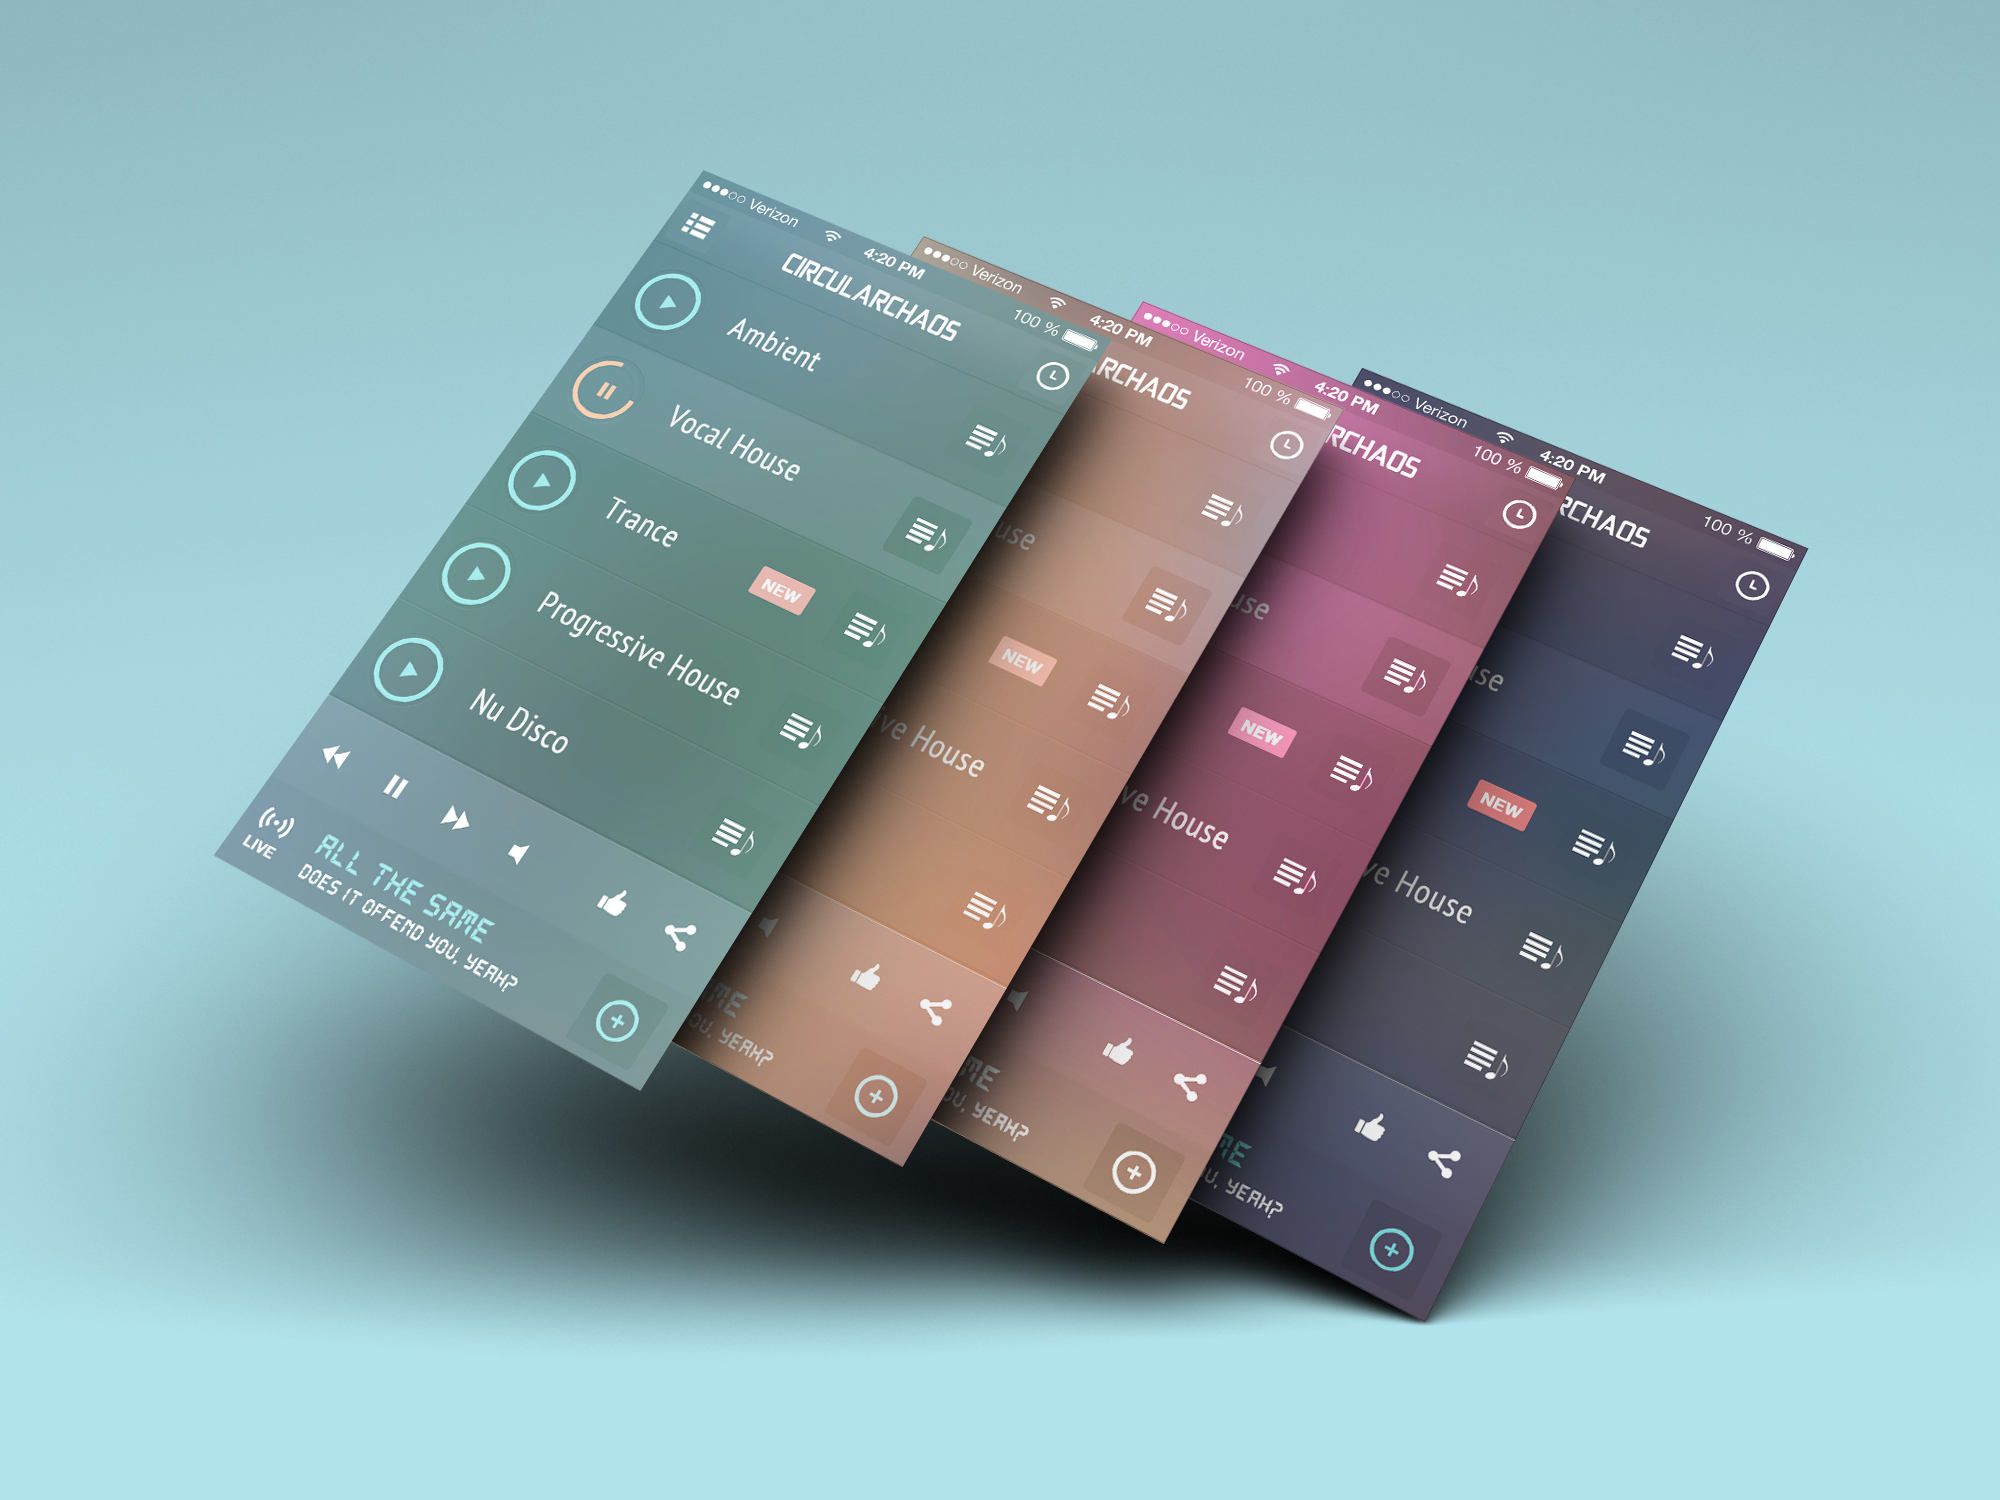 Verizon
4:20 PM
100 %
CIRCULARCHAOS
Ambient
Vocal House
Trance
NEW
Progressive House
Nu Disco
LIVE
ALL THE SAME
DOES IT OFFEND YOU, YEAH?
Verizon
4:20 PM
100 %
RCHAOS
use
NEW
ve House
ME
OU, YEAH?
Verizon
4:20 PM
100 %
RCHAOS
use
NEW
ve House
ME
OU, YEAH?
Verizon
4:20 PM
100 %
RCHAOS
use
NEW
ve House
ME
U, YEAH?